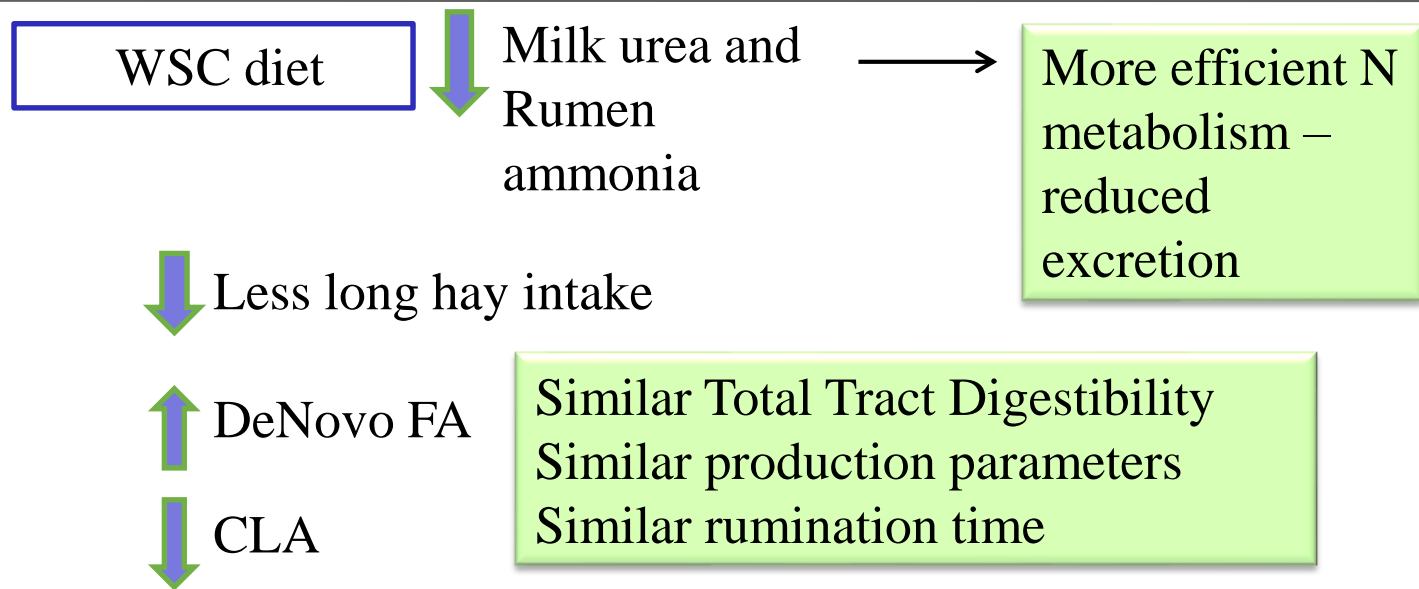 WSC diet
Milk urea and
Rumen
ammonia
More efficient N
metabolism –
reduced
excretion
Less long hay intake
DeNovo FA
CLA
Similar Total Tract Digestibility
Similar production parameters
Similar rumination time